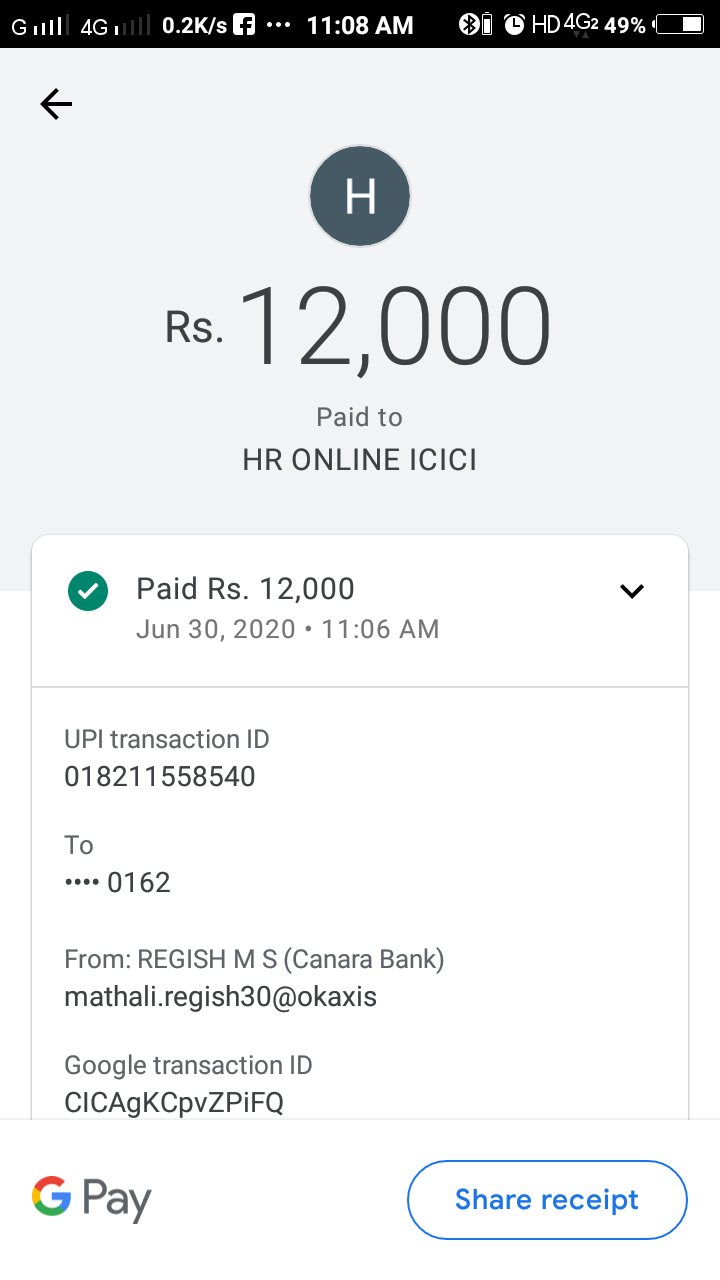 G 4G 0.2K/s ... 11:08 AM HD 4G2 49%
H
Rs. 12,000
Paid to
HR ONLINE ICICI
Paid Rs. 12,000
Jun 30, 2020 • 11:06 AM
UPI transaction ID
018211558540
To
•••• 0162
From: REGISH M S (Canara Bank)
mathali.regish30@okaxis
Google transaction ID
CICAgKCpvZPiFQ
G Pay
Share receipt